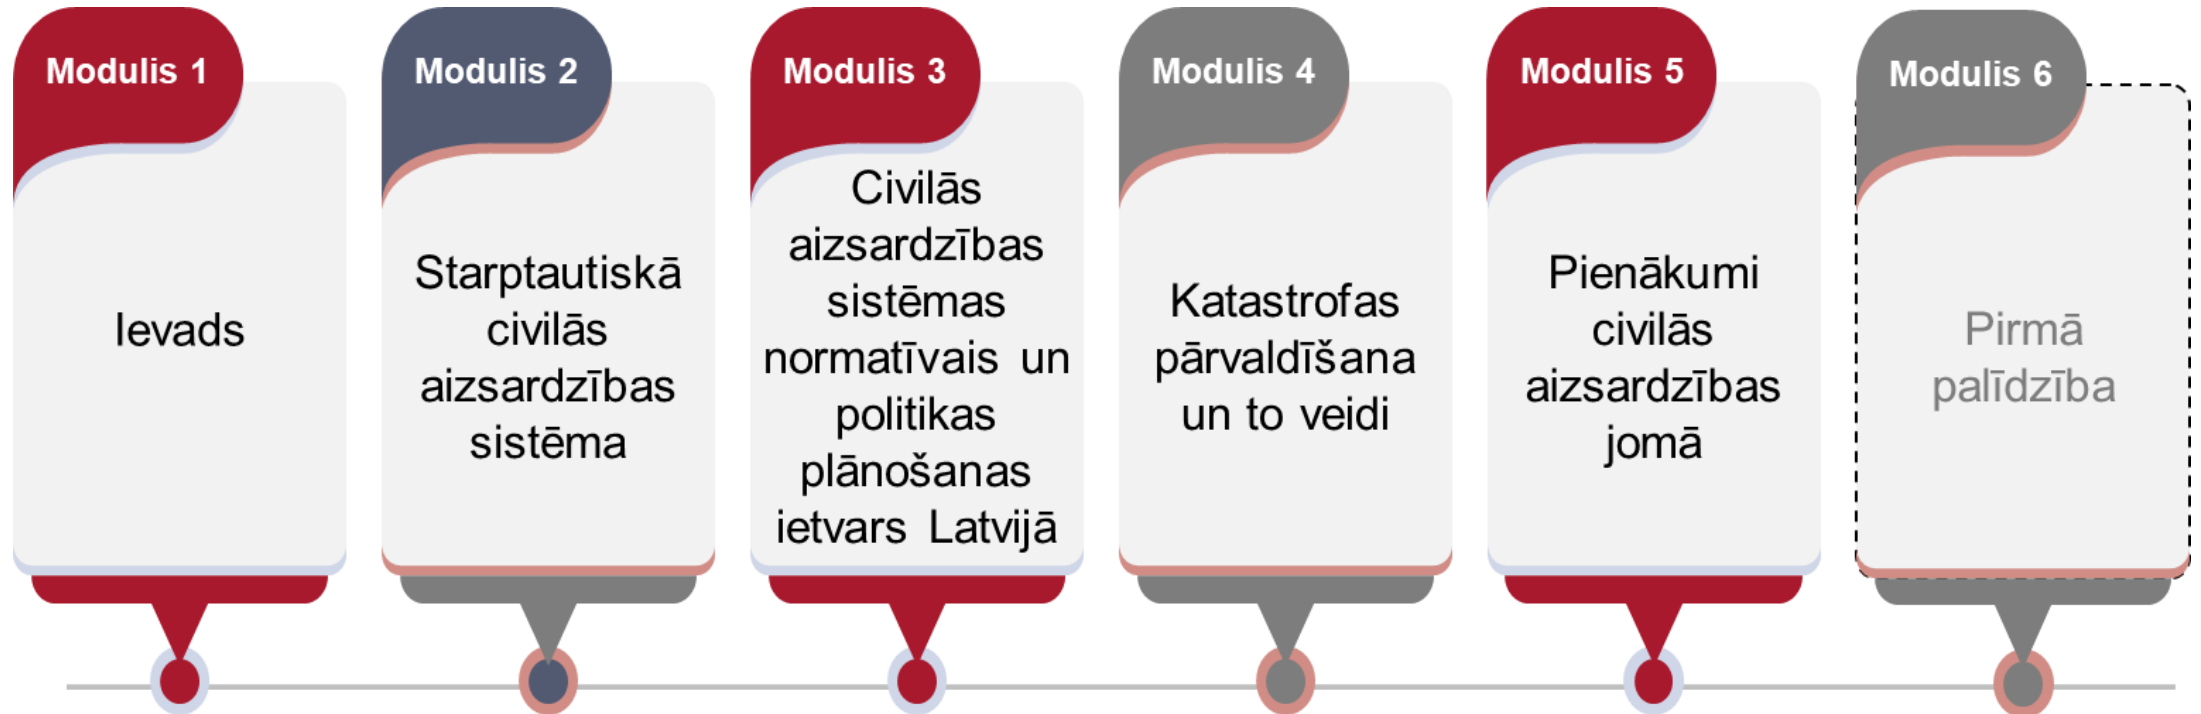 Modulis 1
Ievads
Modulis 2
Starptautiskā
civilās
aizsardzības
sistēma
Modulis 3
Civilās
aizsardzības
sistēmas
normatīvais un
politikas
plānošanas
ietvars Latvijā
Modulis 4
Katastrofas
pārvaldīšana
un to veidi
Modulis 5
Pienākumi
civilās
aizsardzības
jomā
Modulis 6
Pirmā
palīdzība